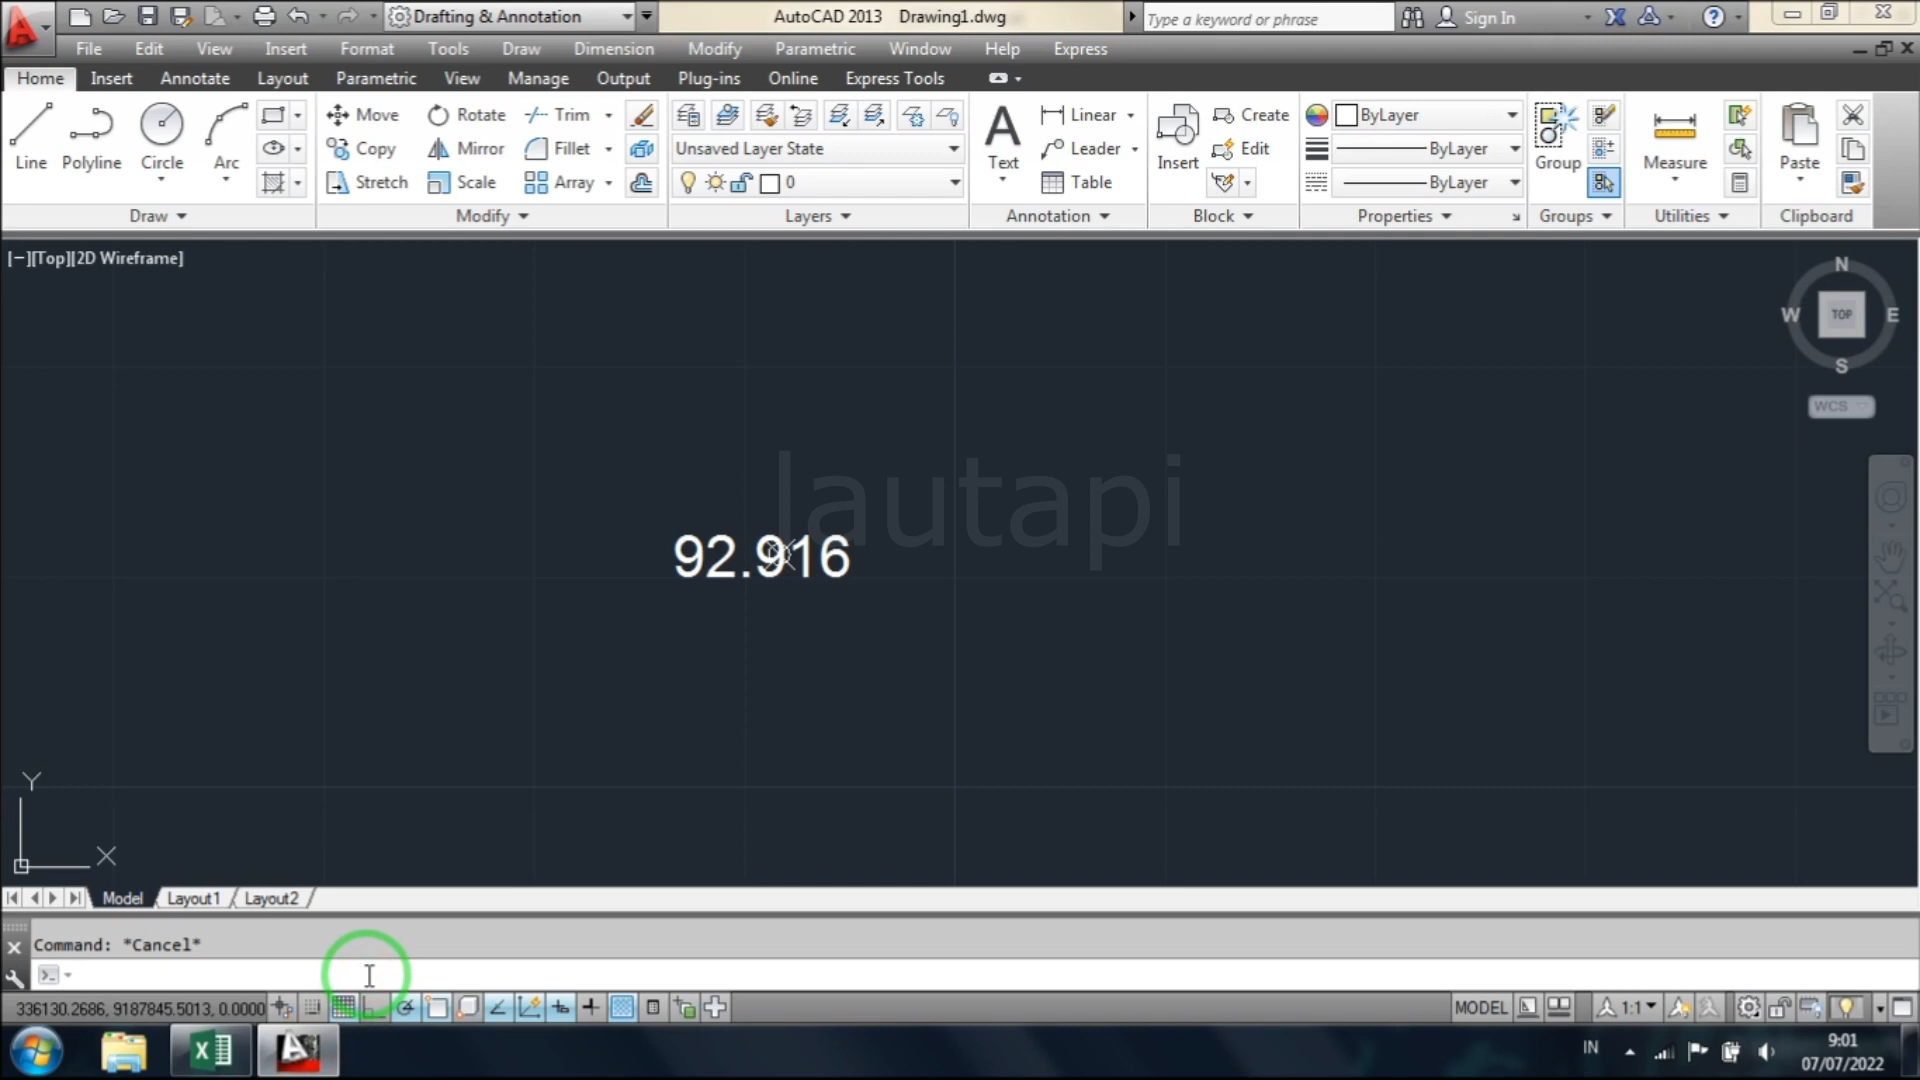 Drafting & Annotation
AutoCAD 2013 Drawing1.dwg
Type a keyword or phrase
Sign In
File Edit View Insert Format Tools Draw Dimension Modify Parametric Window Help Express
Home Insert Annotate Layout Parametric View Manage Output Plug-ins Online Express Tools
Line Polyline Circle Arc
Move Rotate Trim
Copy Mirror Fillet
Stretch Scale Array
Unsaved Layer State
0
A
Text
Linear
Leader
Table
Insert
Create
Edit
ByLayer
ByLayer
ByLayer
Group
Measure
Paste
Draw Modify Layers Annotation Block Properties Groups Utilities Clipboard
[−][Top][2D Wireframe]
N
W TOP E
S
WCS
lautapi
92.916
Y
X
Model Layout1 Layout2
Command: *Cancel*
336130.2686, 9187845.5013, 0.0000
MODEL
1:1
IN
9:01
07/07/2022